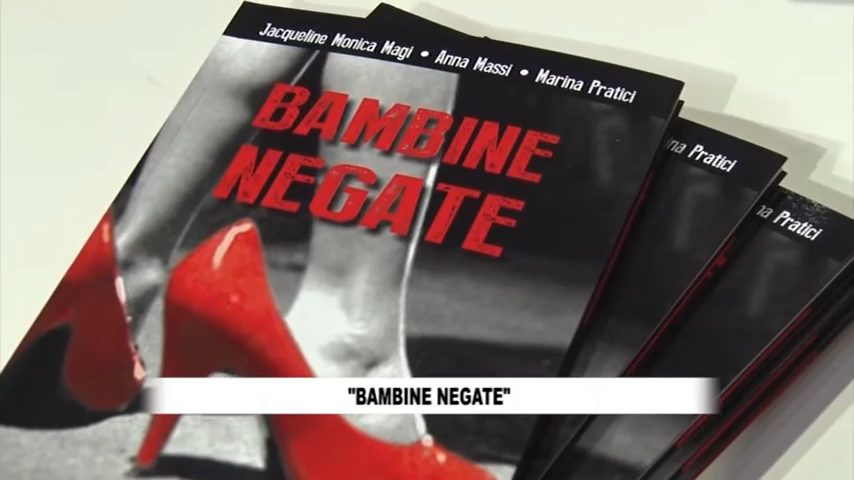 Jacqueline Monica Magi • Anna Massi • Marina Pratici
BAMBINE
NEGATE
na Pratici
na Pratici
"BAMBINE NEGATE"